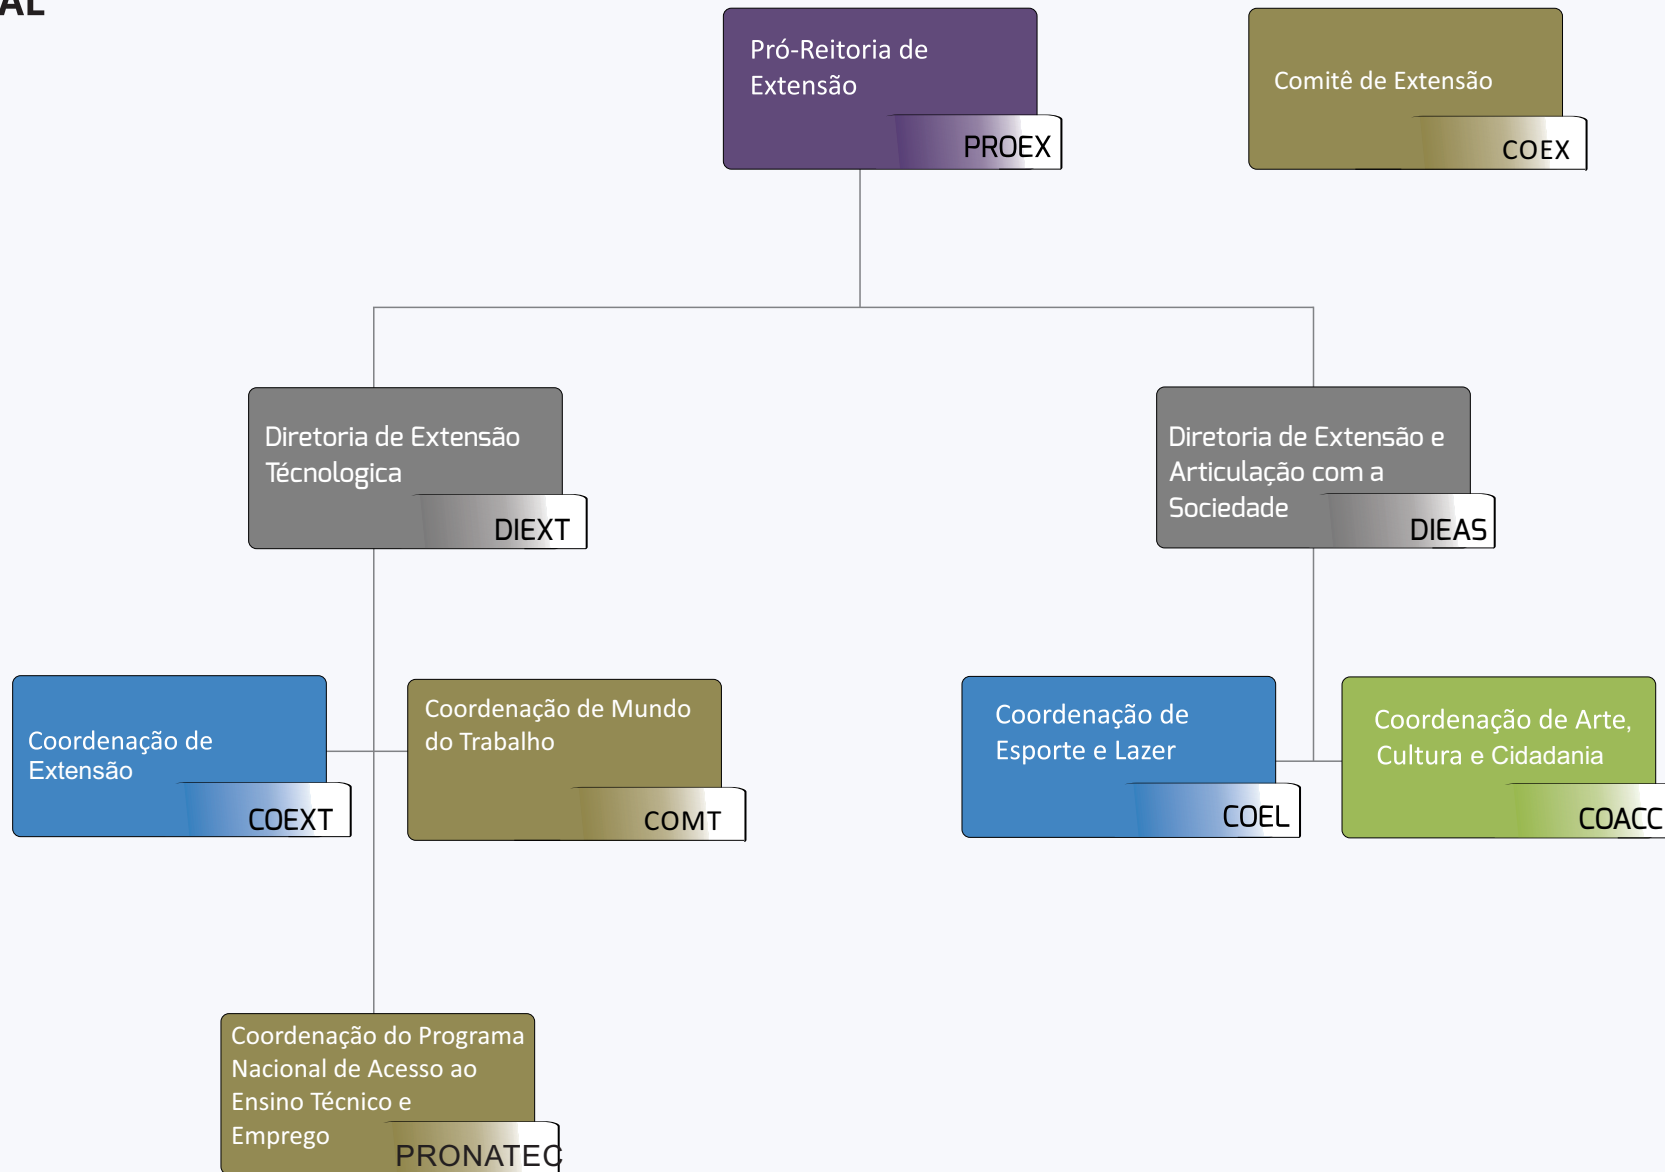 AL
Pró-Reitoria de
Extensão
PROEX
Comitê de Extensão
COEX
Diretoria de Extensão
Técnologica
DIEXT
Diretoria de Extensão e
Articulação com a
Sociedade
DIEAS
Coordenação de
Extensão
COEXT
Coordenação de Mundo
do Trabalho
COMT
Coordenação de
Esporte e Lazer
COEL
Coordenação de Arte,
Cultura e Cidadania
COACC
Coordenação do Programa
Nacional de Acesso ao
Ensino Técnico e
Emprego
PRONATEC